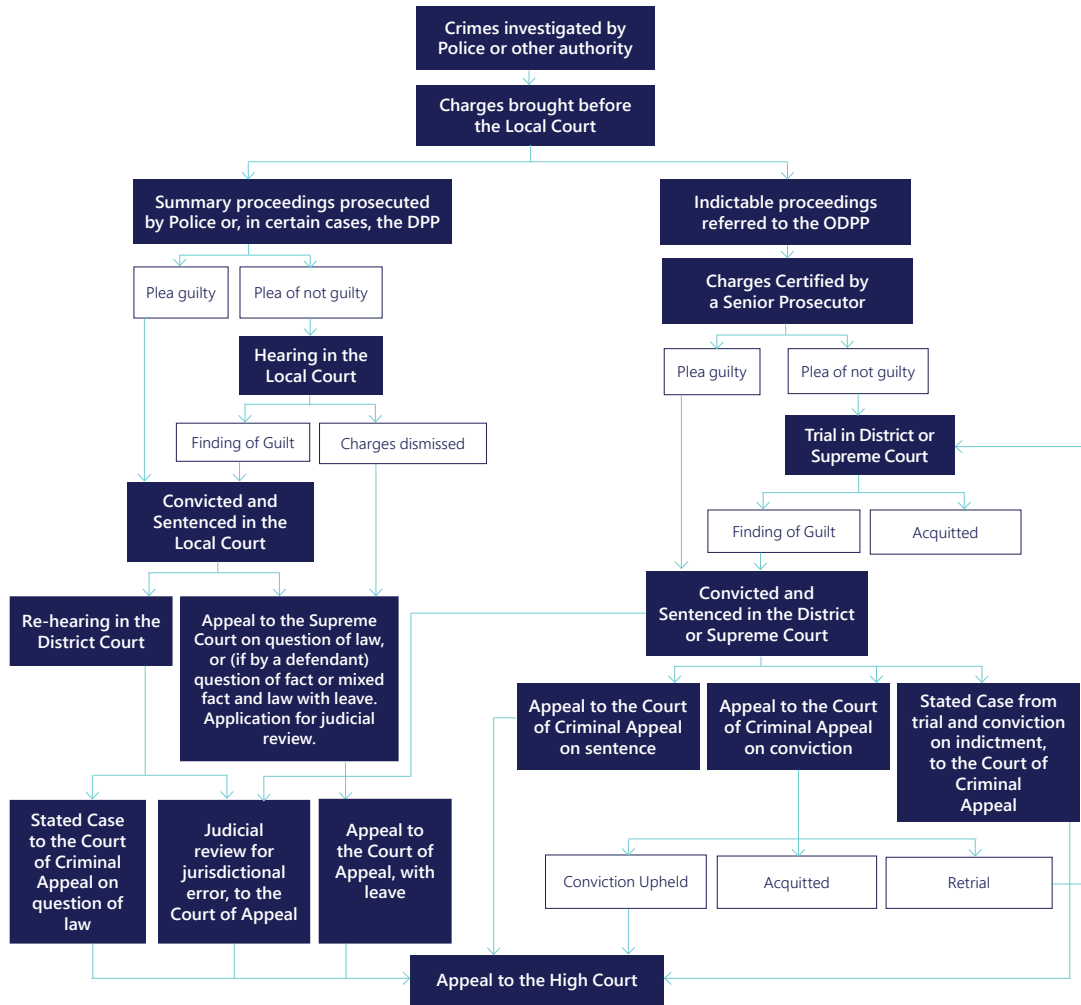 Crimes investigated by
Police or other authority
Charges brought before
the Local Court
Summary proceedings prosecuted
by Police or, in certain cases, the DPP
Indictable proceedings
referred to the ODPP
Plea guilty
Plea of not guilty
Charges Certified by
a Senior Prosecutor
Hearing in the
Local Court
Plea guilty
Plea of not guilty
Finding of Guilt
Charges dismissed
Trial in District or
Supreme Court
Convicted and
Sentenced in the
Local Court
Finding of Guilt
Acquitted
Re-hearing in the
District Court
Appeal to the Supreme
Court on question of law,
or (if by a defendant)
question of fact or mixed
fact and law with leave.
Application for judicial
review.
Convicted and
Sentenced in the District
or Supreme Court
Appeal to the Court
of Criminal Appeal
on sentence
Appeal to the Court
of Criminal Appeal
on conviction
Stated Case from
trial and conviction
on indictment,
to the Court of
Criminal
Appeal
Stated Case
to the Court
of Criminal
Appeal on
question of
law
Judicial
review for
jurisdictional
error, to the
Court of Appeal
Appeal to
the Court of
Appeal, with
leave
Conviction Upheld
Acquitted
Retrial
Appeal to the High Court